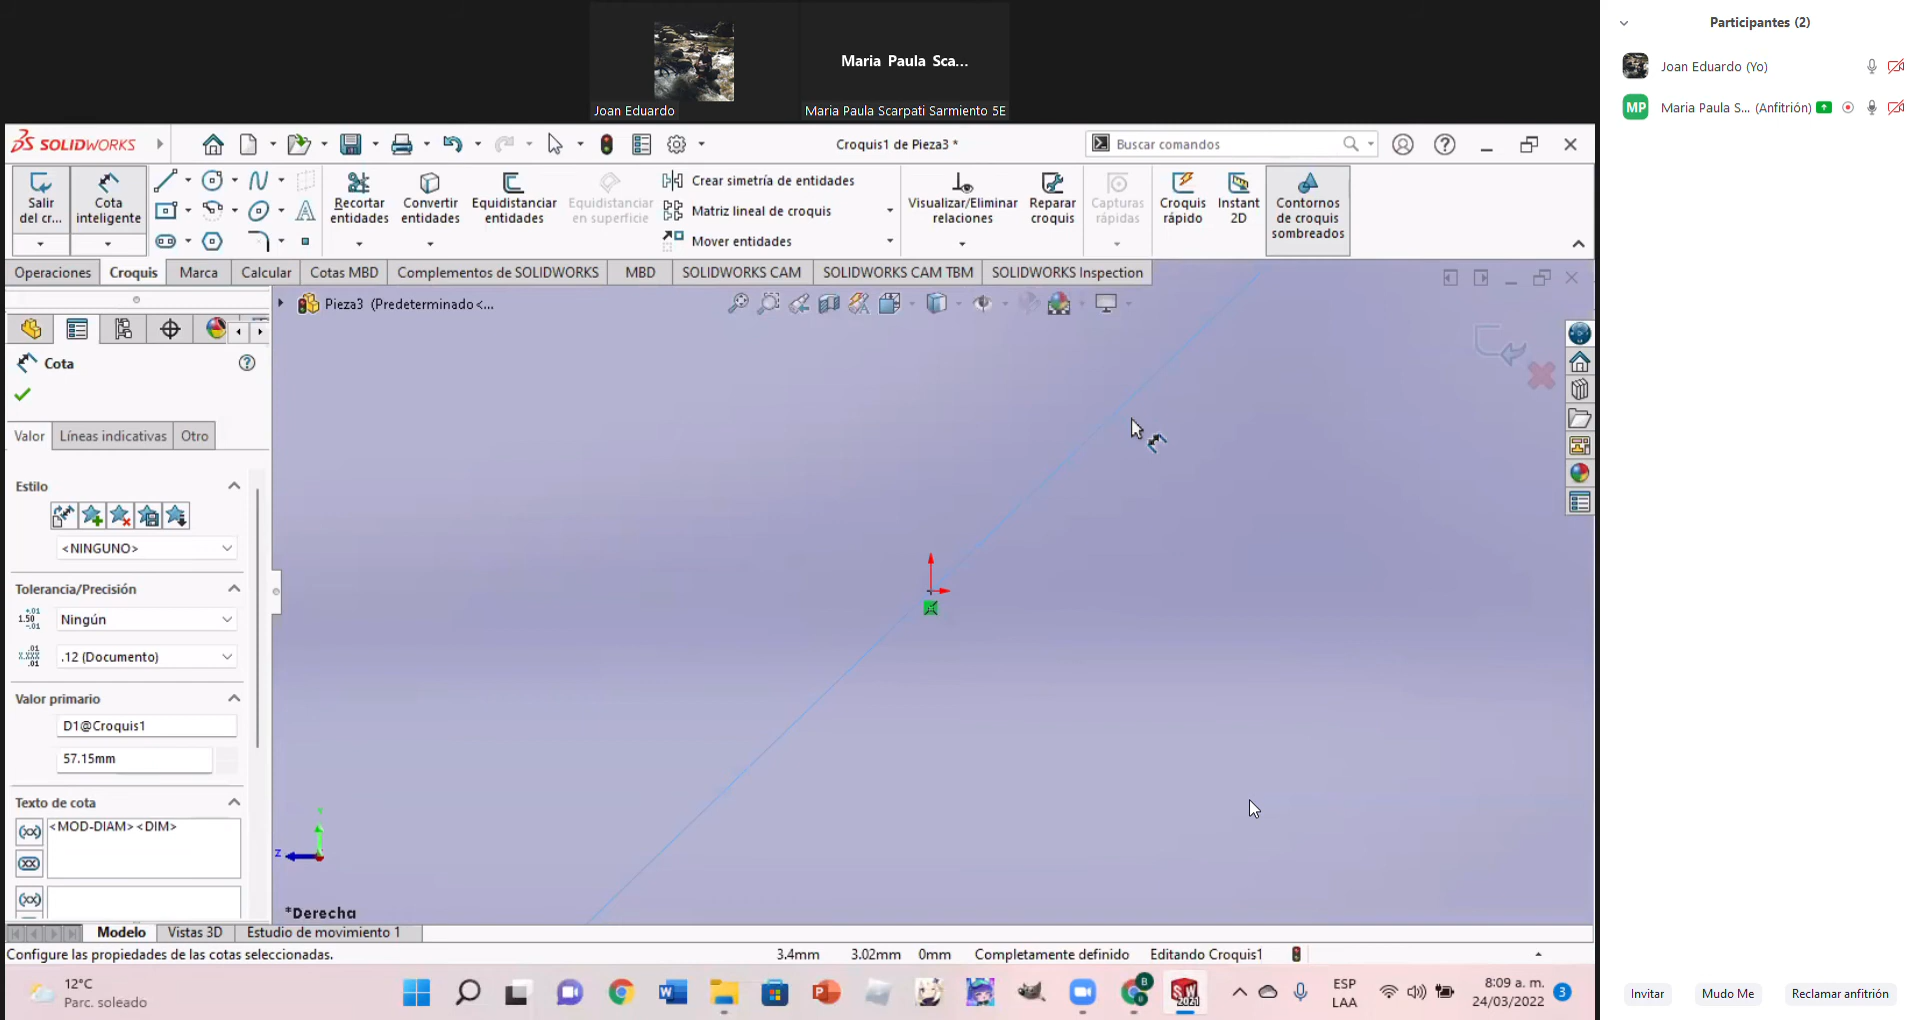 Maria Paula Sca...
Joan Eduardo
Maria Paula Scarpati Sarmiento 5E
Participantes (2)
Joan Eduardo (Yo)
MP
Maria Paula S... (Anfitrión)
SOLIDWORKS
Croquis1 de Pieza3 *
Buscar comandos
Salir del cr...
Cota inteligente
Recortar entidades
Convertir entidades
Equidistanciar entidades
Equidistanciar en superficie
Crear simetría de entidades
Matriz lineal de croquis
Mover entidades
Visualizar/Eliminar relaciones
Reparar croquis
Capturas rápidas
Croquis rápido
Instant 2D
Contornos de croquis sombreados
Operaciones
Croquis
Marca
Calcular
Cotas MBD
Complementos de SOLIDWORKS
MBD
SOLIDWORKS CAM
SOLIDWORKS CAM TBM
SOLIDWORKS Inspection
Pieza3 (Predeterminado<...
Cota
Valor
Líneas indicativas
Otro
Estilo
<NINGUNO>
Tolerancia/Precisión
Ningún
.12 (Documento)
Valor primario
D1@Croquis1
57.15mm
Texto de cota
<MOD-DIAM><DIM>
Z
*Derecha
Modelo
Vistas 3D
Estudio de movimiento 1
Configure las propiedades de las cotas seleccionadas.
3.4mm
3.02mm
0mm
Completamente definido
Editando Croquis1
12°C
Parc. soleado
ESP
LAA
8:09 a. m.
24/03/2022
3
Invitar
Mudo Me
Reclamar anfitrión